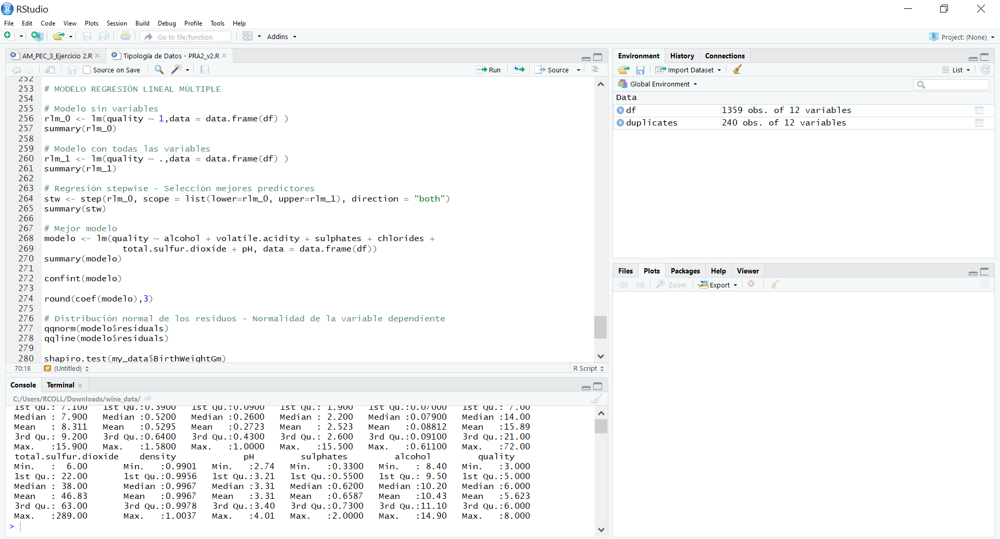 RStudio
File Edit Code View Plots Session Build Debug Profile Tools Help
Go to file/function Addins Project: (None)
AM_PEC_3_Ejercicio 2.R Tipología de Datos - PRA2_v2.R
Source on Save Run Source
252
253 # MODELO REGRESIÓN LINEAL MÚLTIPLE
254
255 # Modelo sin variables
256 rlm_0 <- lm(quality ~ 1,data = data.frame(df) )
257 summary(rlm_0)
258
259 # Modelo con todas las variables
260 rlm_1 <- lm(quality ~ .,data = data.frame(df) )
261 summary(rlm_1)
262
263 # Regresión stepwise - Selección mejores predictores
264 stw <- step(rlm_0, scope = list(lower=rlm_0, upper=rlm_1), direction = "both")
265 summary(stw)
266
267 # Mejor modelo
268 modelo <- lm(quality ~ alcohol + volatile.acidity + sulphates + chlorides +
269 total.sulfur.dioxide + pH, data = data.frame(df))
270 summary(modelo)
271
272 confint(modelo)
273
274 round(coef(modelo),3)
275
276 # Distribución normal de los residuos - Normalidad de la variable dependiente
277 qqnorm(modelo$residuals)
278 qqline(modelo$residuals)
279
280 shapiro.test(my_data$BirthWeightGm)
70:18 # (Untitled) R Script
Console Terminal
C:/Users/RCOLL/Downloads/wine_data/
1st Qu.: 7.100 1st Qu.:0.3900 1st Qu.:0.0900 1st Qu.: 1.900 1st Qu.:0.07000 1st Qu.: 7.00
Median : 7.900 Median :0.5200 Median :0.2600 Median : 2.200 Median :0.07900 Median :14.00
Mean : 8.311 Mean :0.5295 Mean :0.2723 Mean : 2.523 Mean :0.08812 Mean :15.89
3rd Qu.: 9.200 3rd Qu.:0.6400 3rd Qu.:0.4300 3rd Qu.: 2.600 3rd Qu.:0.09100 3rd Qu.:21.00
Max. :15.900 Max. :1.5800 Max. :1.0000 Max. :15.500 Max. :0.61100 Max. :72.00
total.sulfur.dioxide density pH sulphates alcohol quality
Min. : 6.00 Min. :0.9901 Min. :2.74 Min. :0.3300 Min. : 8.40 Min. :3.000
1st Qu.: 22.00 1st Qu.:0.9956 1st Qu.:3.21 1st Qu.:0.5500 1st Qu.: 9.50 1st Qu.:5.000
Median : 38.00 Median :0.9967 Median :3.31 Median :0.6200 Median :10.20 Median :6.000
Mean : 46.83 Mean :0.9967 Mean :3.31 Mean :0.6587 Mean :10.43 Mean :5.623
3rd Qu.: 63.00 3rd Qu.:0.9978 3rd Qu.:3.40 3rd Qu.:0.7300 3rd Qu.:11.10 3rd Qu.:6.000
Max. :289.00 Max. :1.0037 Max. :4.01 Max. :2.0000 Max. :14.90 Max. :8.000
>
Environment History Connections
Import Dataset List
Global Environment
Data
df 1359 obs. of 12 variables
duplicates 240 obs. of 12 variables
Files Plots Packages Help Viewer
Zoom Export